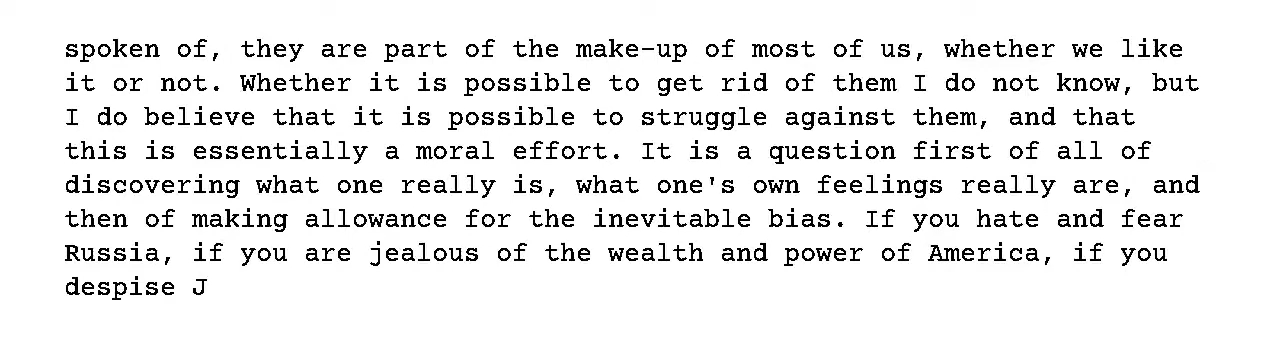 spoken of, they are part of the make-up of most of us, whether we like
it or not. Whether it is possible to get rid of them I do not know, but
I do believe that it is possible to struggle against them, and that
this is essentially a moral effort. It is a question first of all of
discovering what one really is, what one's own feelings really are, and
then of making allowance for the inevitable bias. If you hate and fear
Russia, if you are jealous of the wealth and power of America, if you
despise J